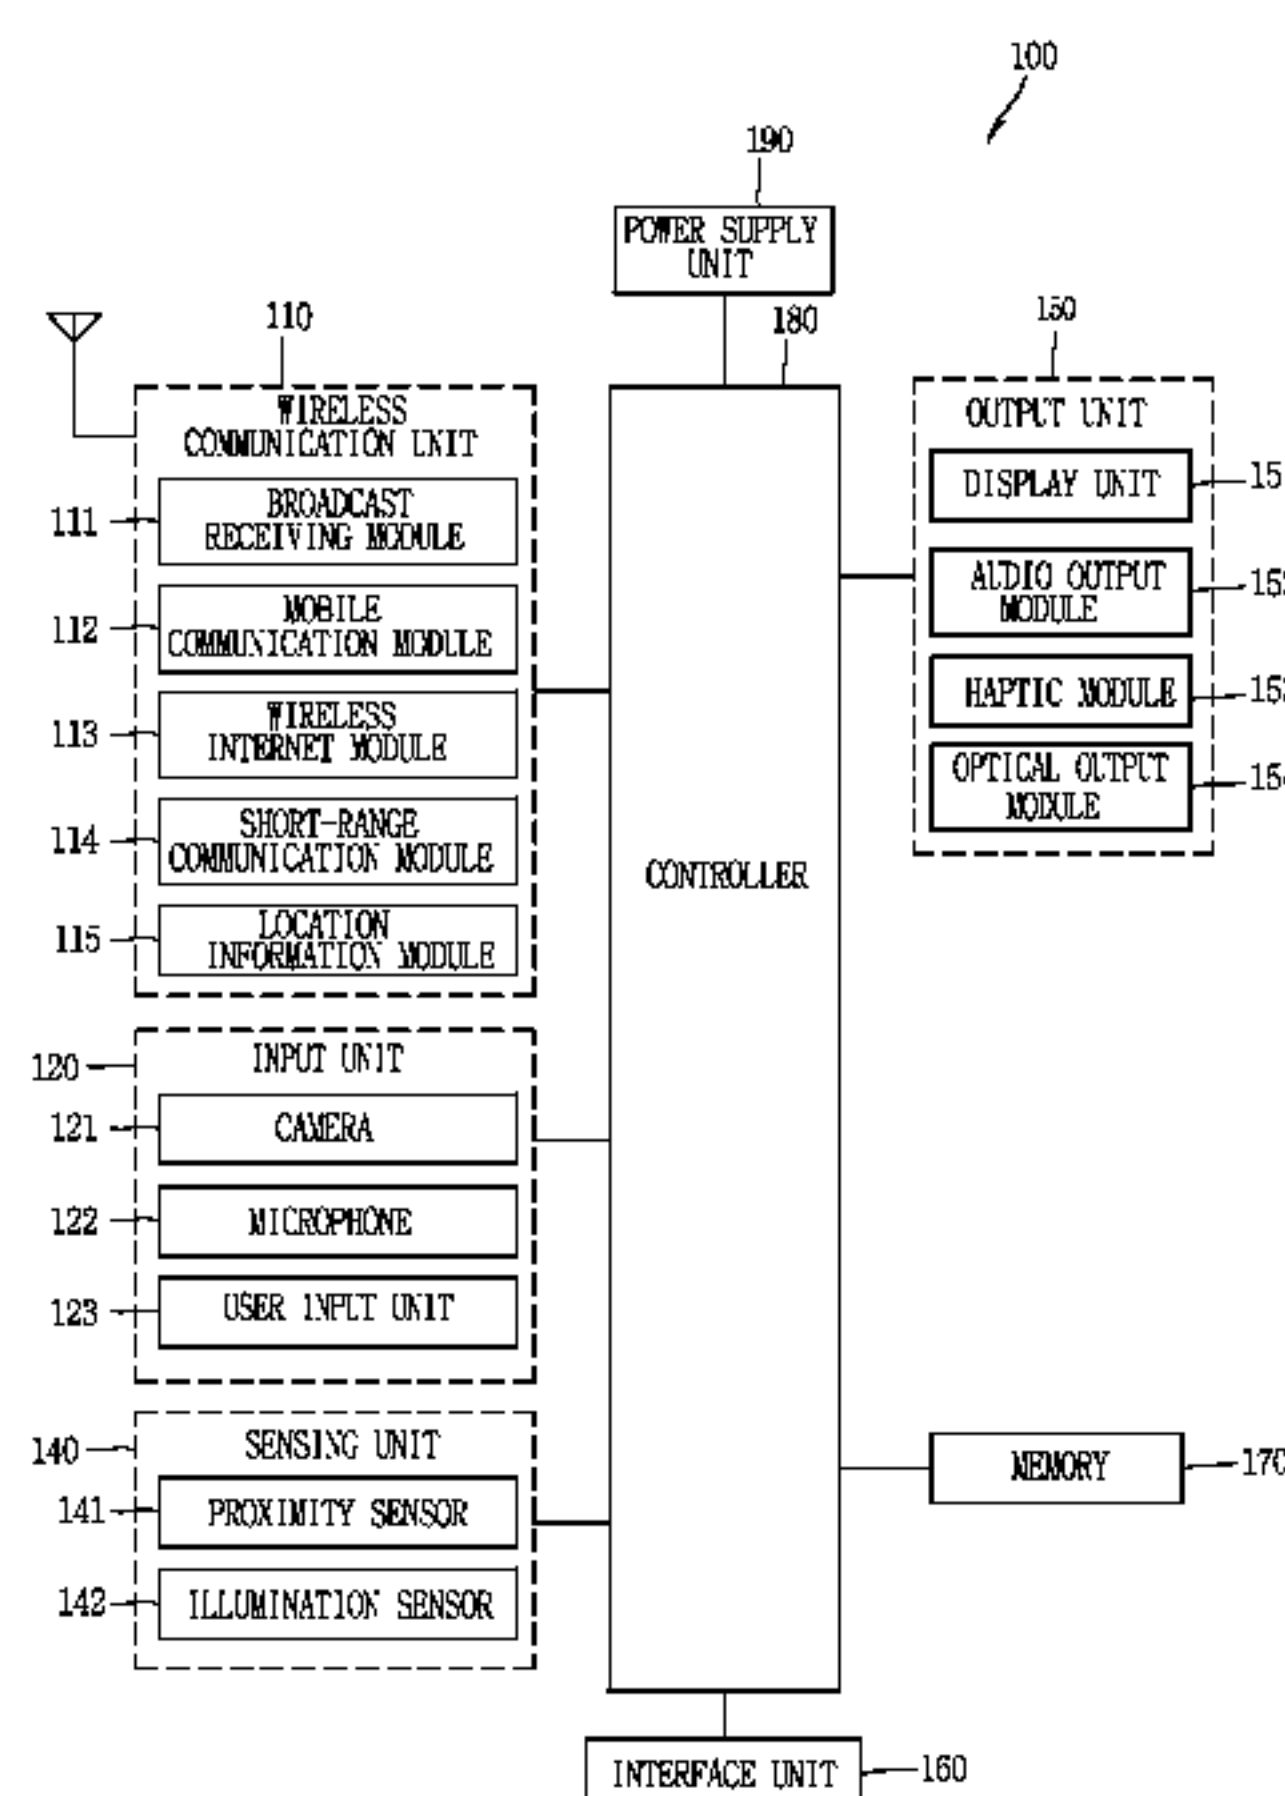 100
190
POWER SUPPLY
UNIT
110
180
150
WIRELESS
COMMUNICATION UNIT
OUTPUT UNIT
111
BROADCAST
RECEIVING MODULE
DISPLAY UNIT
15
112
MOBILE
COMMUNICATION MODULE
AUDIO OUTPUT
MODULE
113
WIRELESS
INTERNET MODULE
HAPTIC MODULE
114
SHORT-RANGE
COMMUNICATION MODULE
OPTICAL OUTPUT
MODULE
115
LOCATION
INFORMATION MODULE
CONTROLLER
120
INPUT UNIT
121
CAMERA
122
MICROPHONE
123
USER INPUT UNIT
140
SENSING UNIT
141
PROXIMITY SENSOR
142
ILLUMINATION SENSOR
MEMORY
170
INTERFACE UNIT
160